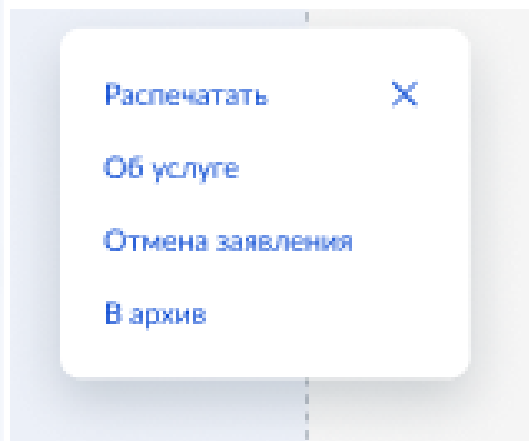 Распечатать
Об услуге
Отмена заявления
В архив